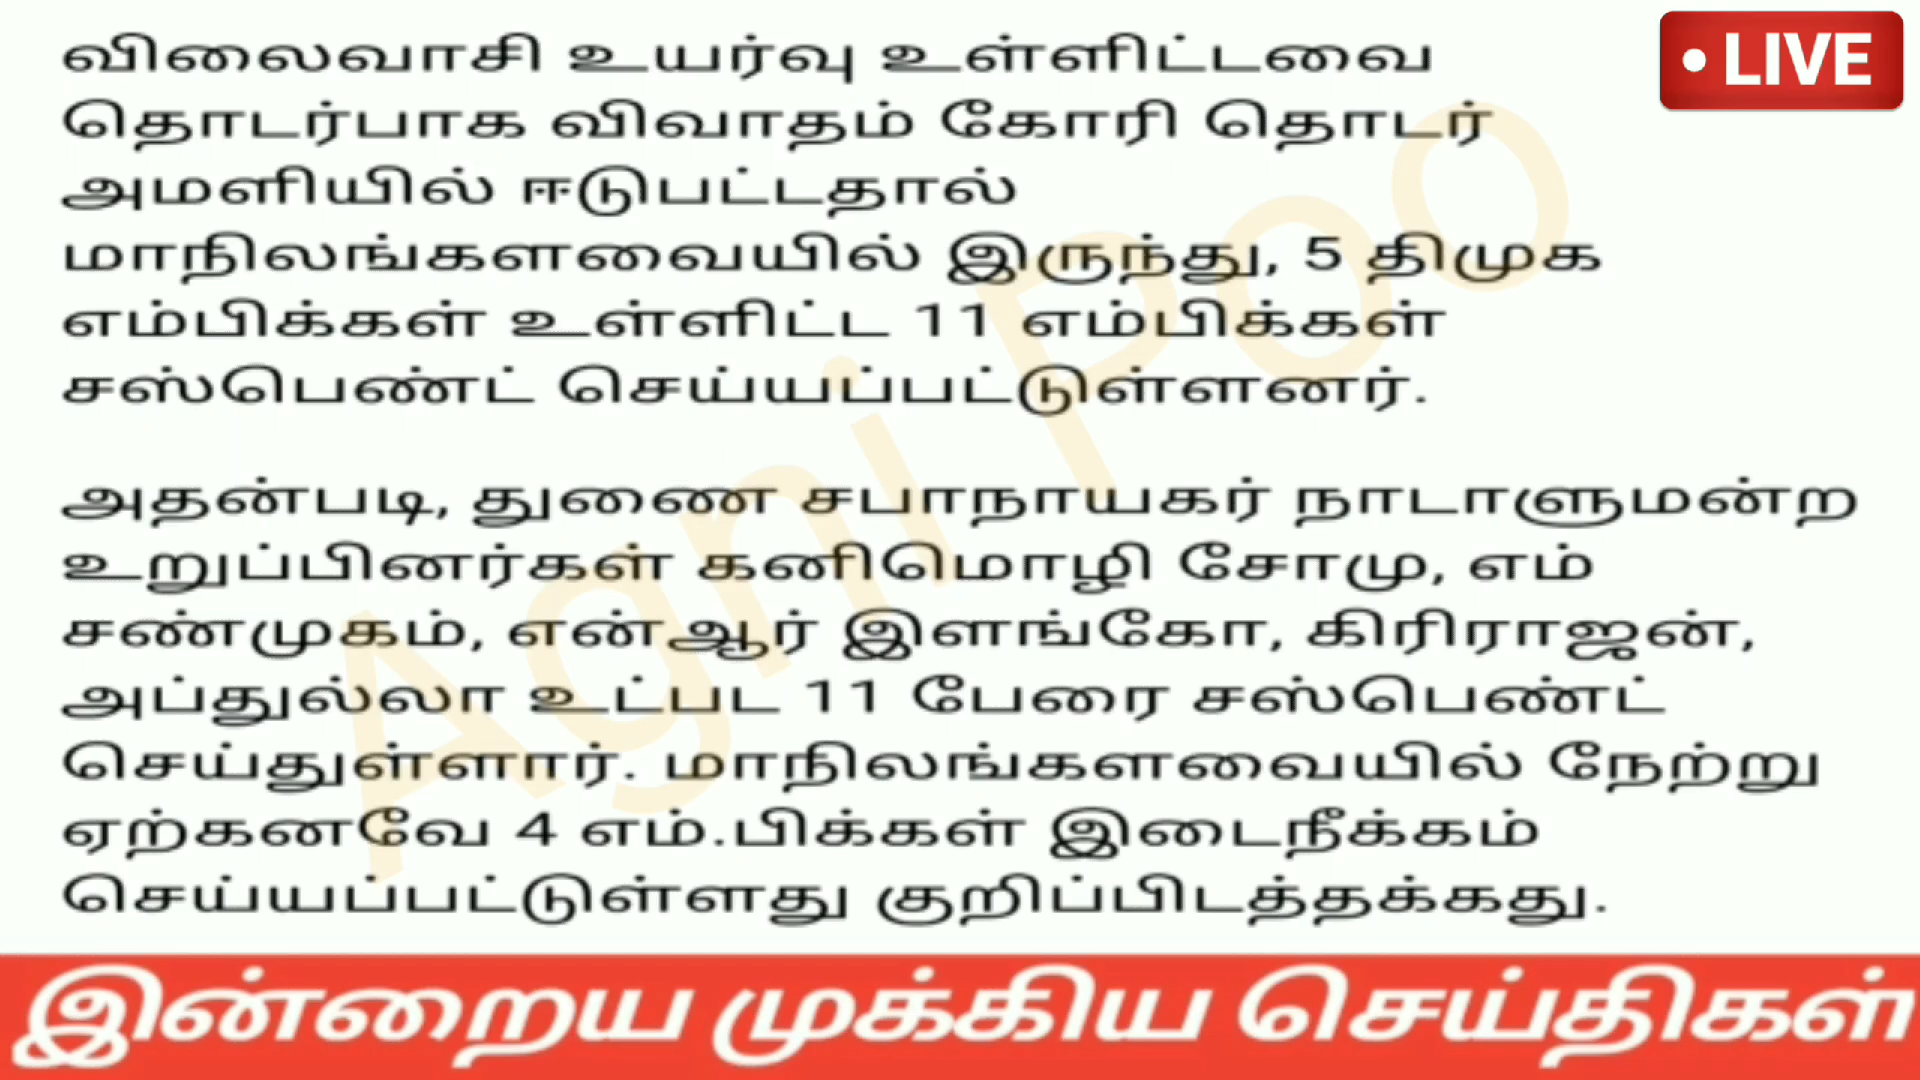 • LIVE
விலைவாசி உயர்வு உள்ளிட்டவை
தொடர்பாக விவாதம் கோரி தொடர்
அமளியில் ஈடுபட்டதால்
மாநிலங்களவையில் இருந்து, 5 திமுக
எம்பிக்கள் உள்ளிட்ட 11 எம்பிக்கள்
சஸ்பெண்ட் செய்யப்பட்டுள்ளனர்.
அதன்படி, துணை சபாநாயகர் நாடாளுமன்ற
உறுப்பினர்கள் கனிமொழி சோமு, எம்
சண்முகம், என்ஆர் இளங்கோ, கிரிராஜன்,
அப்துல்லா உட்பட 11 பேரை சஸ்பெண்ட்
செய்துள்ளார். மாநிலங்களவையில் நேற்று
ஏற்கனவே 4 எம்.பிக்கள் இடைநீக்கம்
செய்யப்பட்டுள்ளது குறிப்பிடத்தக்கது.
Agni Poo
இன்றைய முக்கிய செய்திகள்